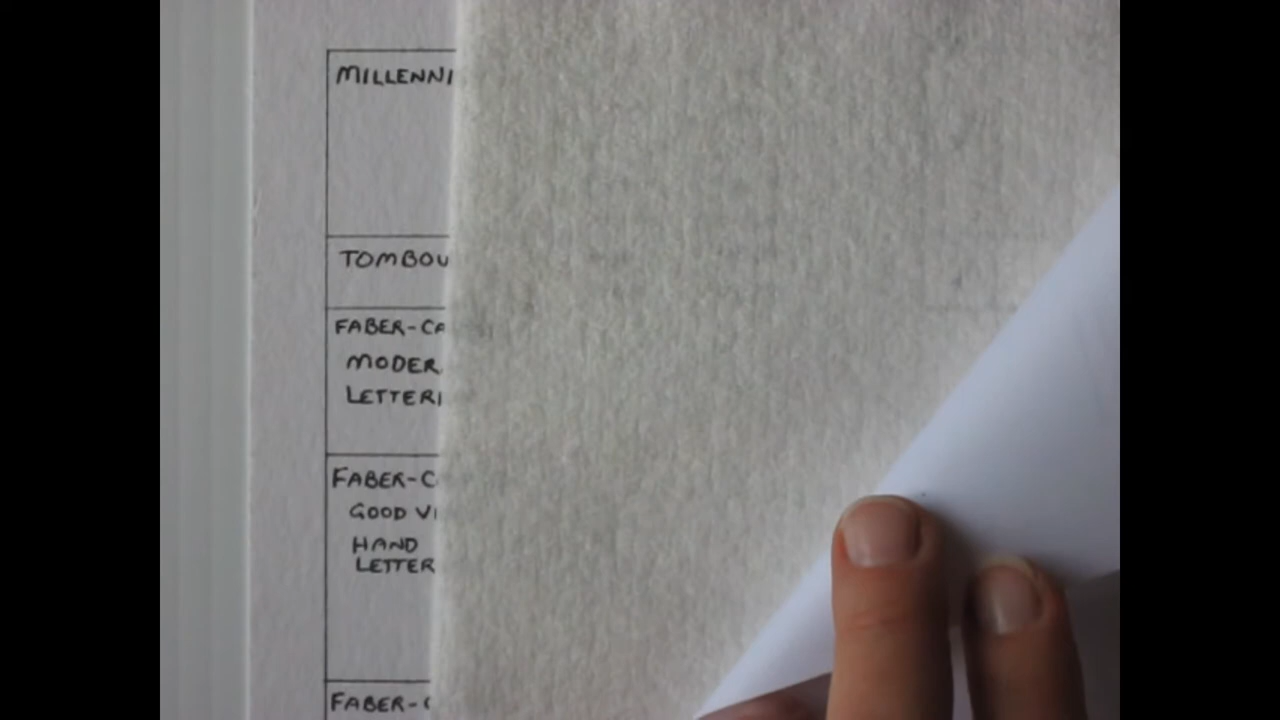 MILLENNI
TOMBOU
FABER-CA
MODER
LETTERI
FABER-C
GOOD VI
HAND
LETTER
FABER-C